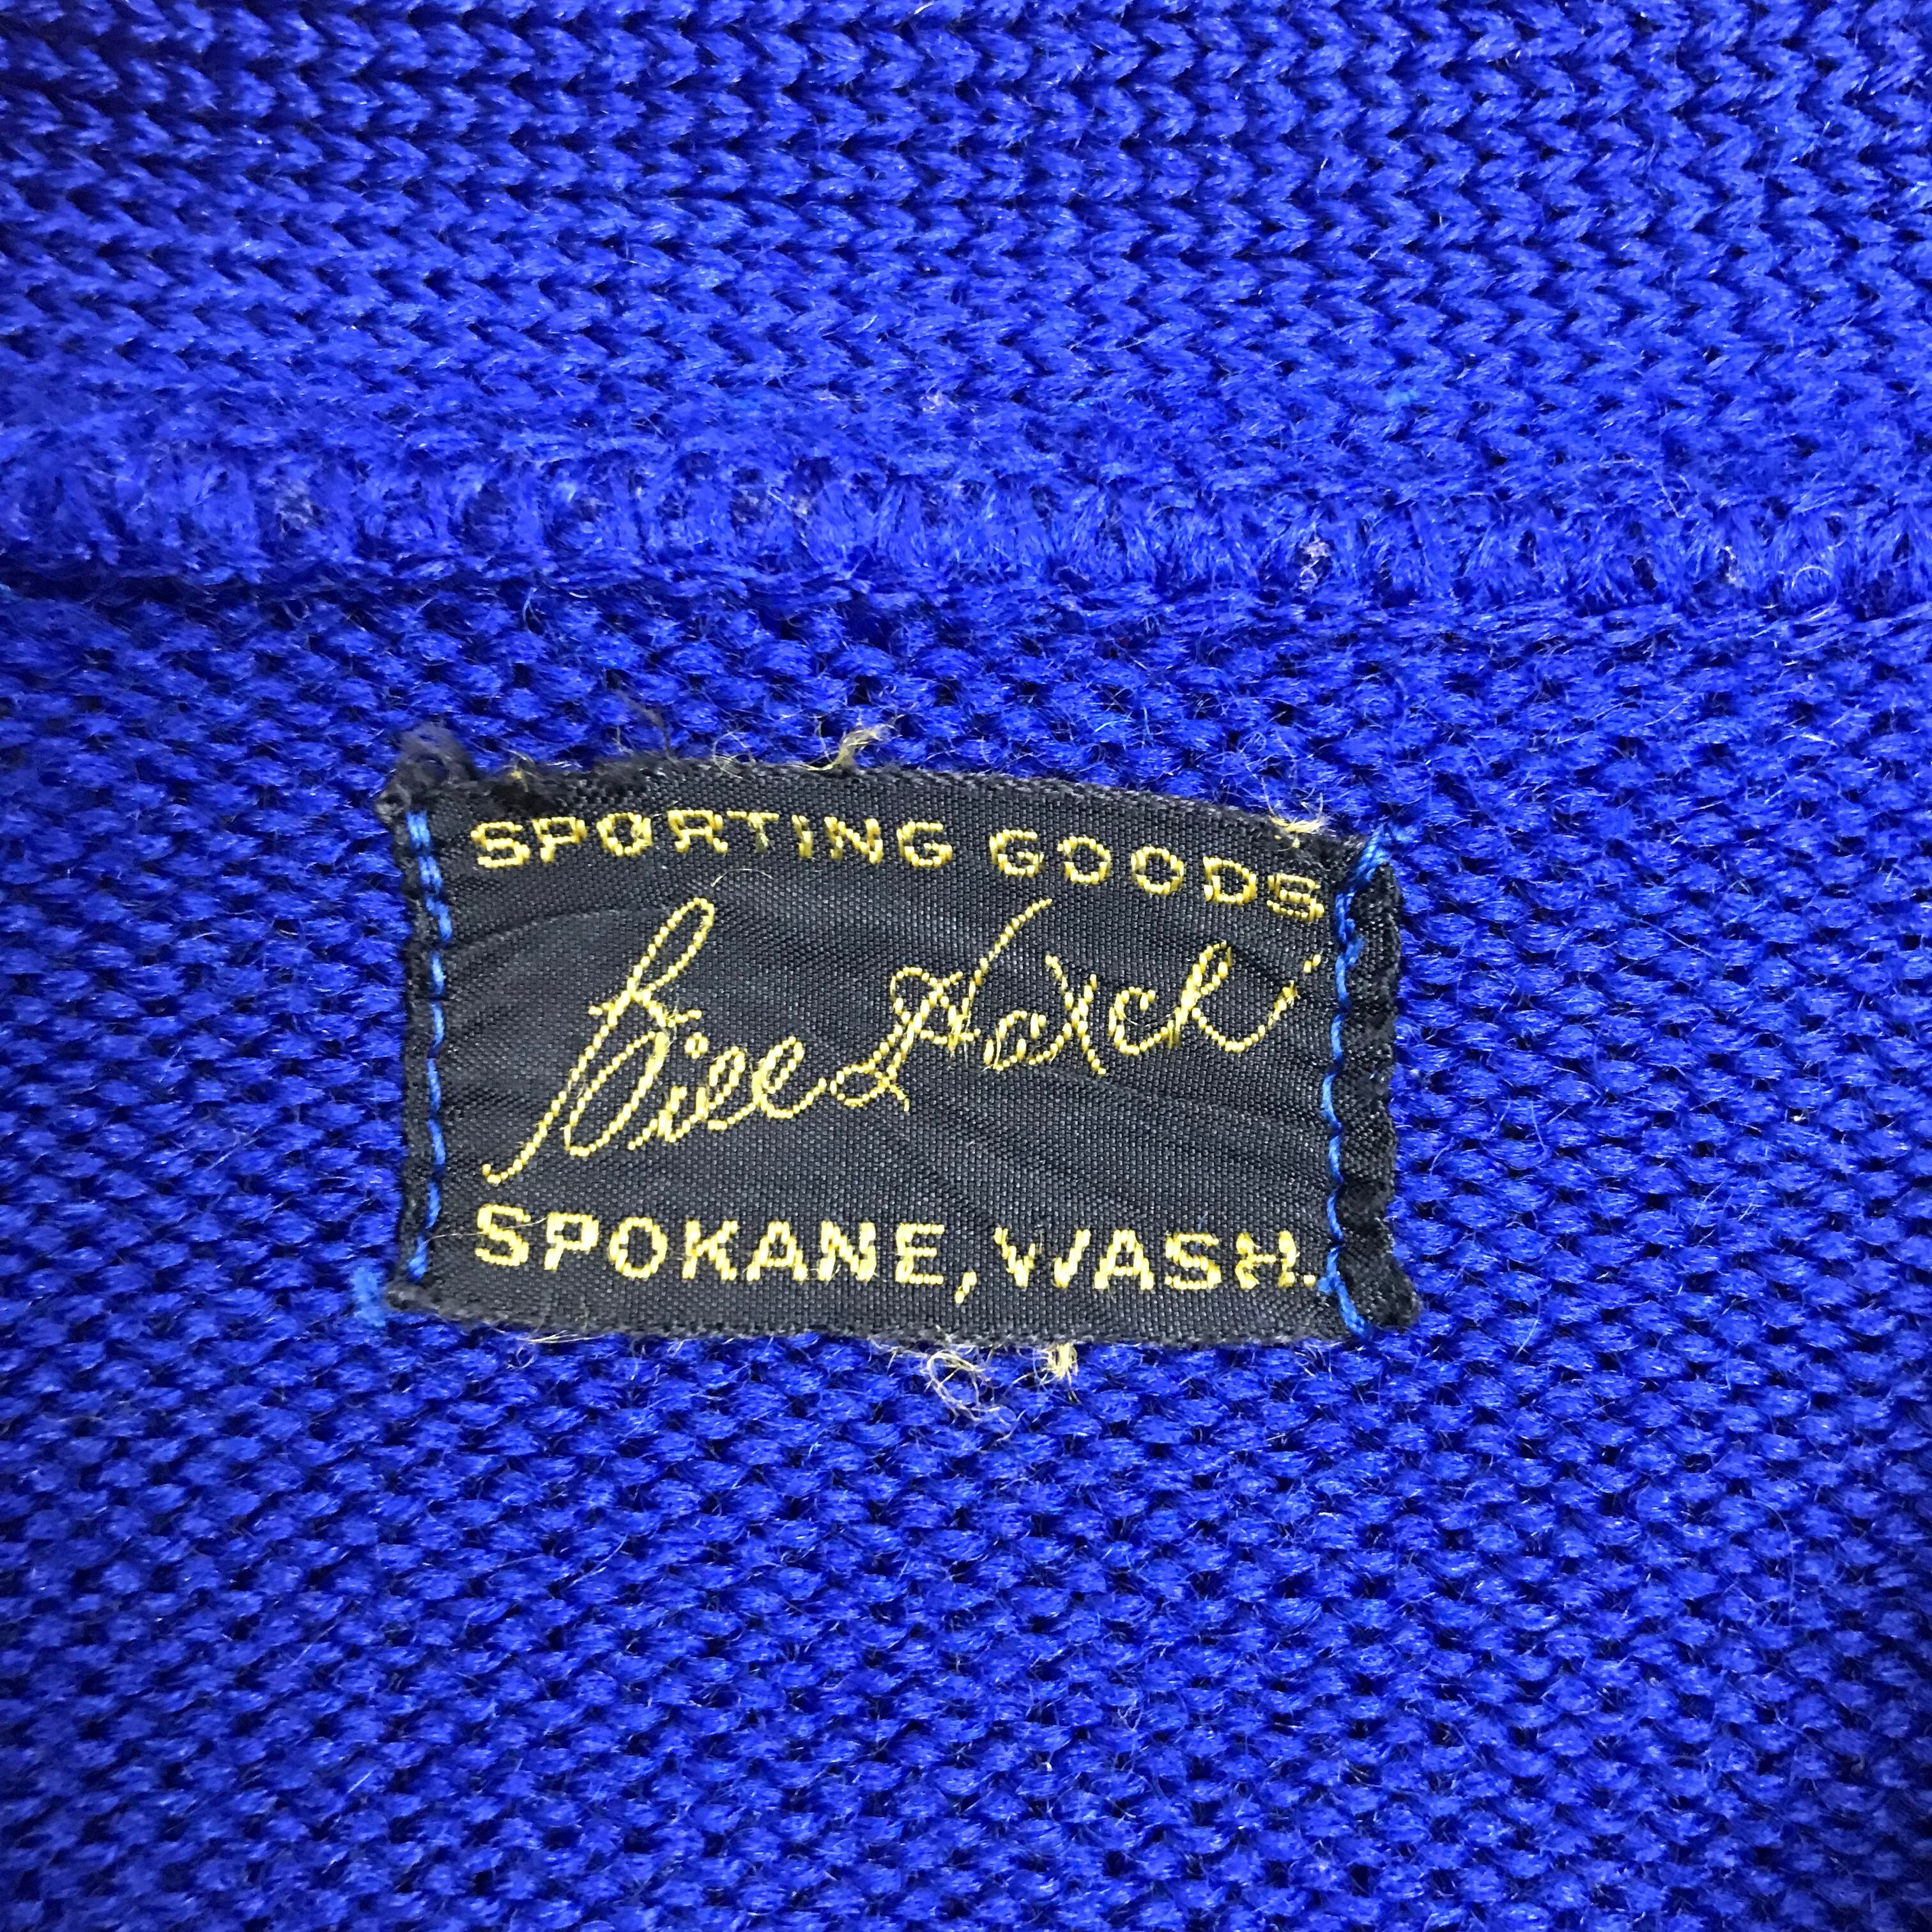 SPORTING GOODS
Bill Hatch
SPOKANE, WASH.